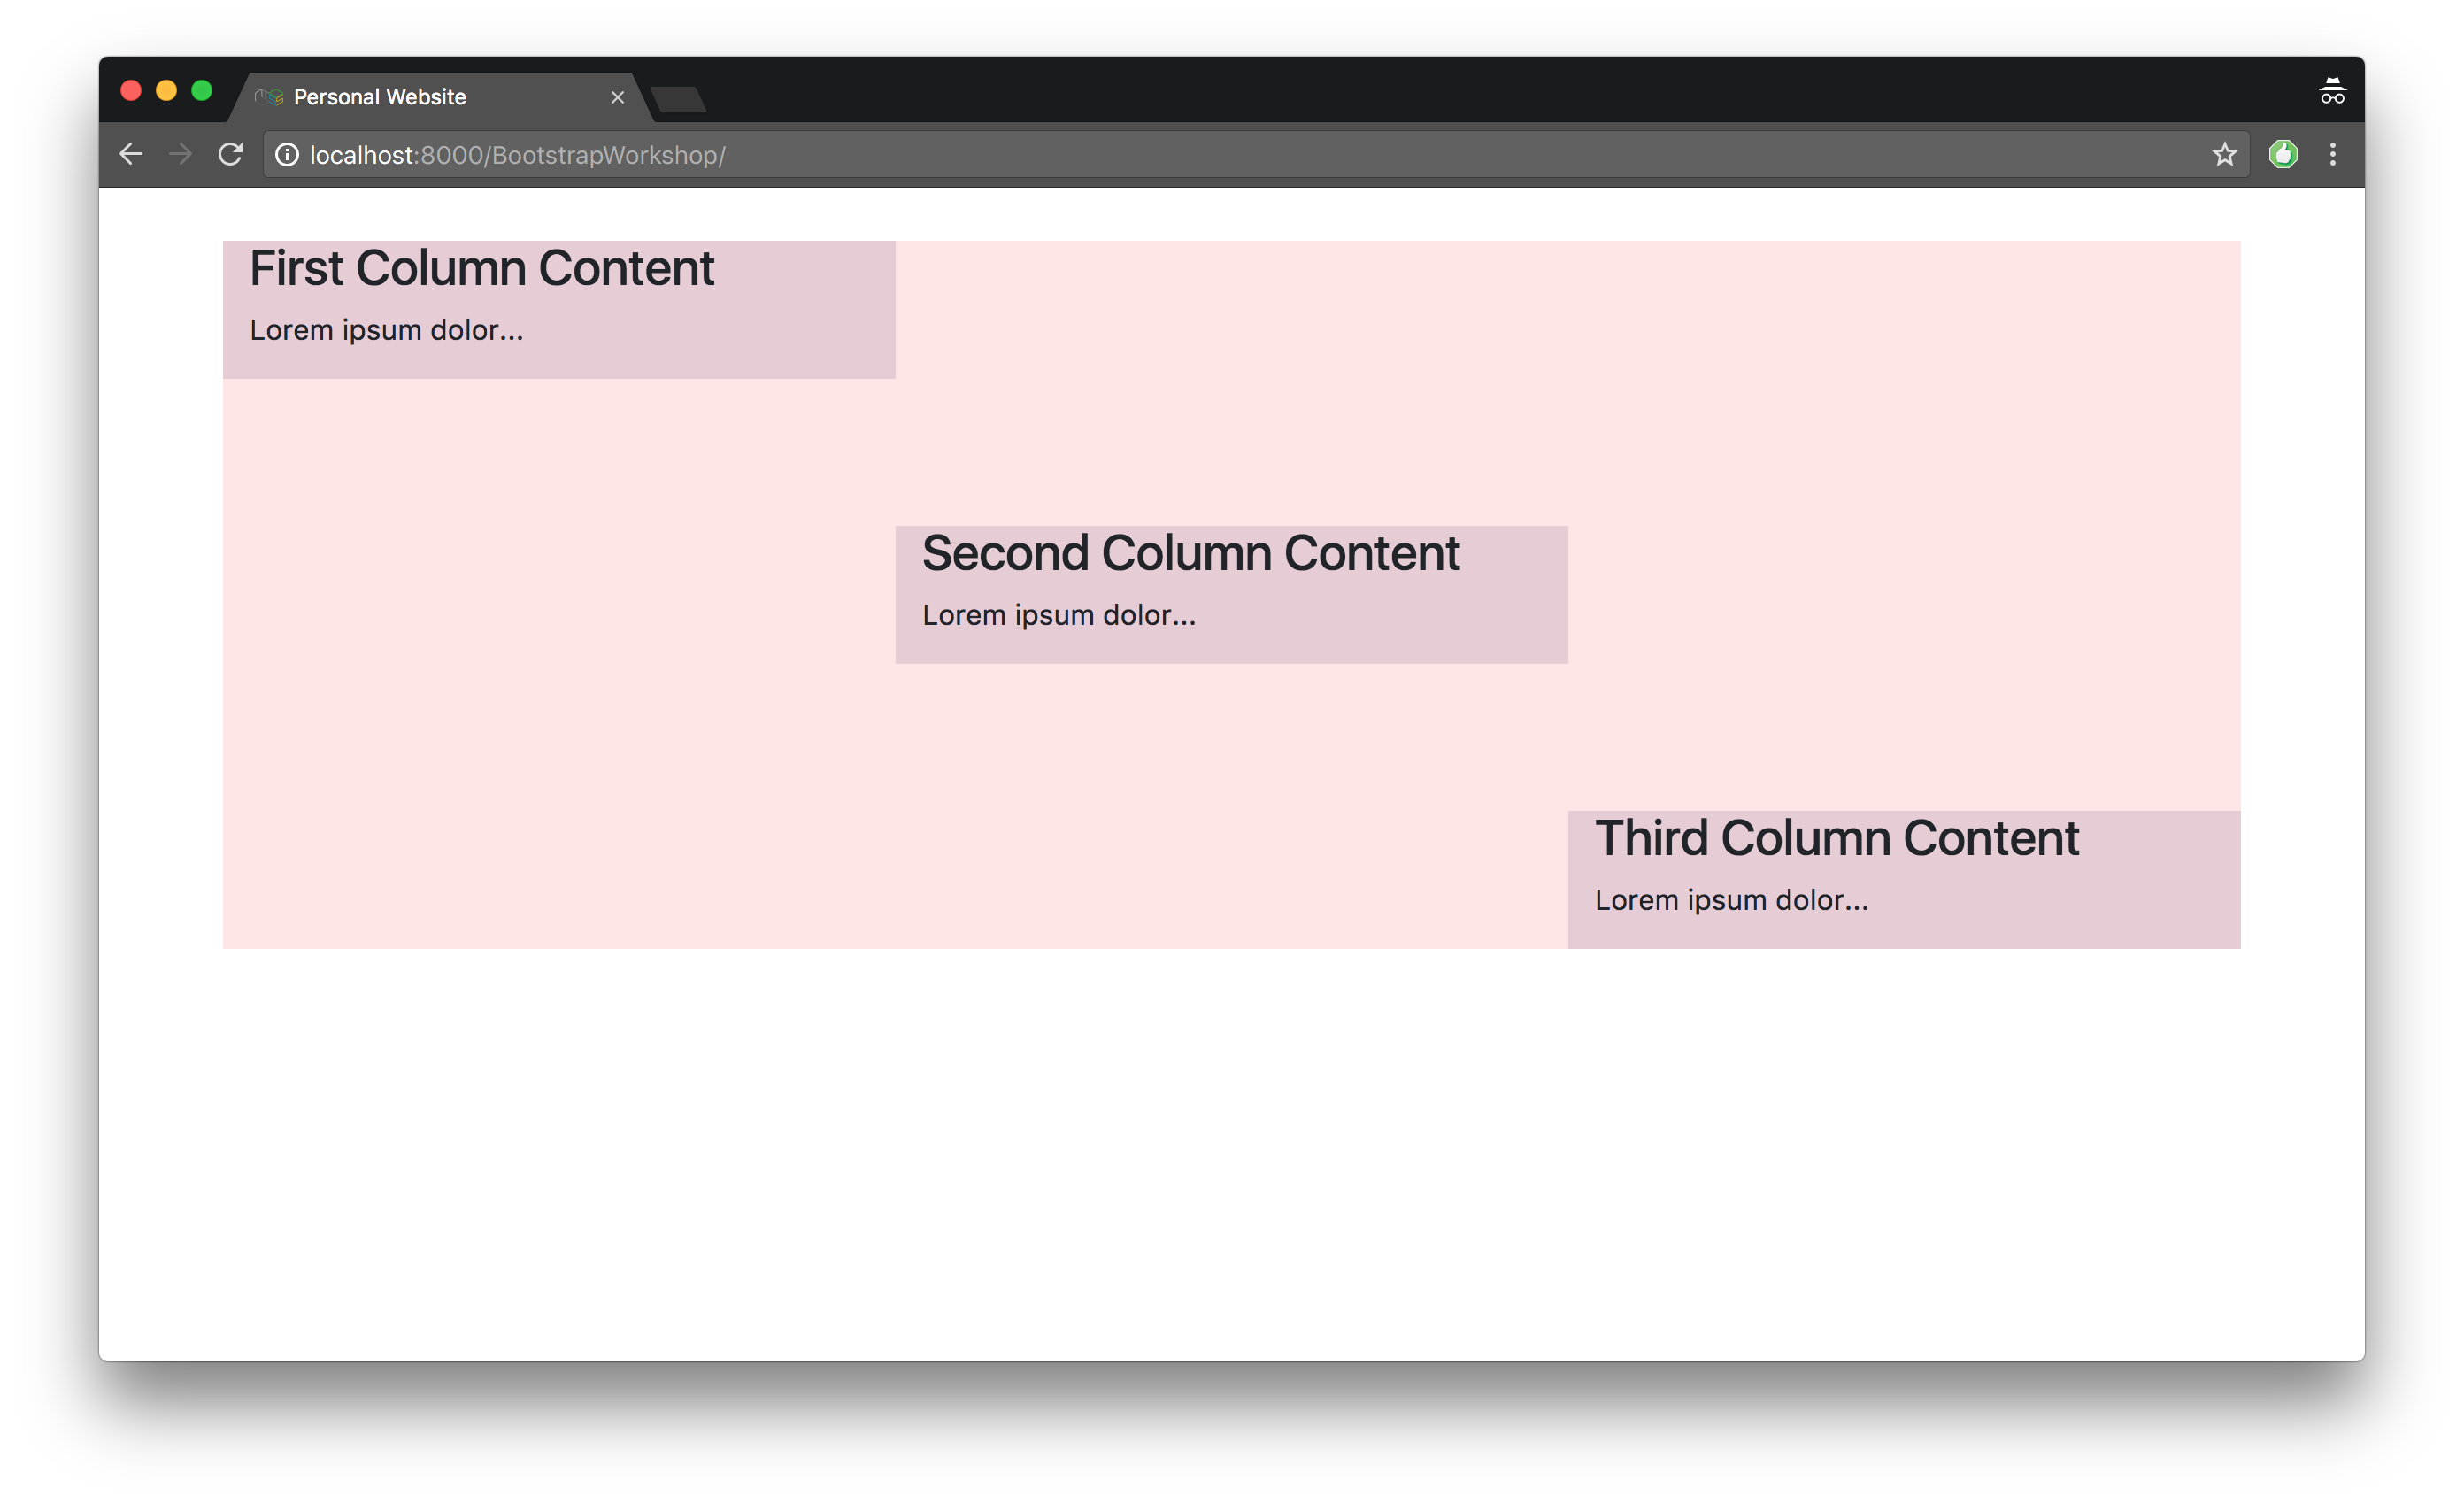 Personal Website
localhost:8000/BootstrapWorkshop/
First Column Content
Lorem ipsum dolor...
Second Column Content
Lorem ipsum dolor...
Third Column Content
Lorem ipsum dolor...